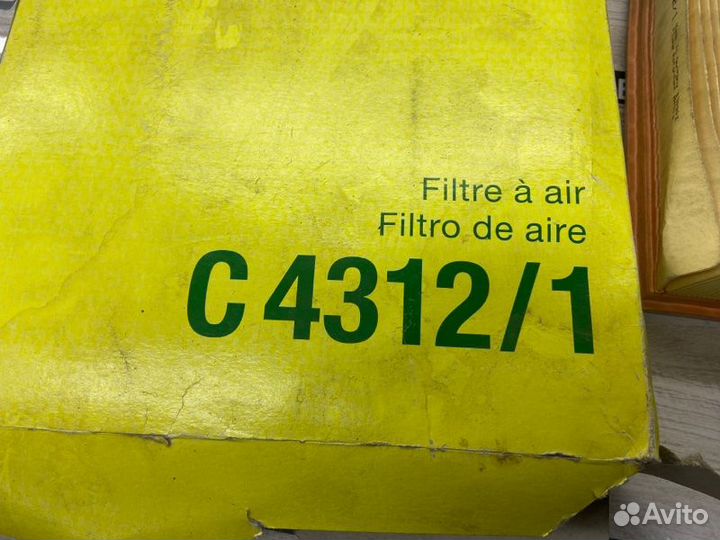 Filtre à air
Filtro de aire
C 4312/1
Avito